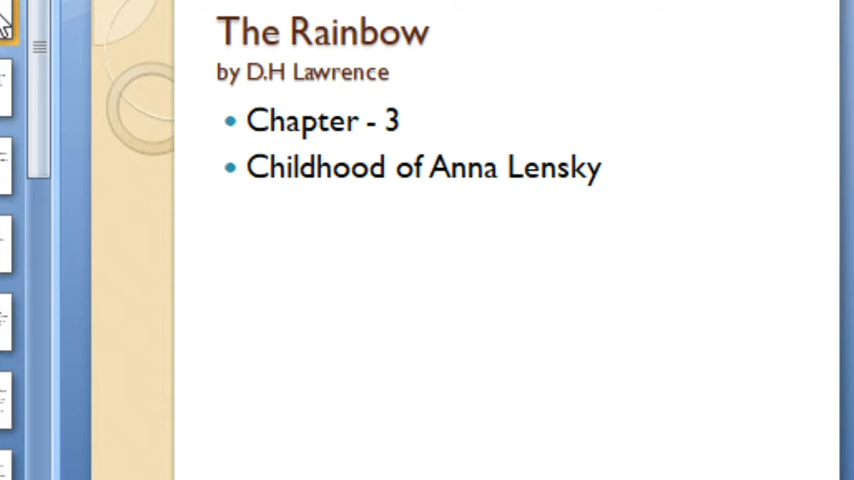 The Rainbow
by D.H Lawrence
• Chapter - 3
• Childhood of Anna Lensky